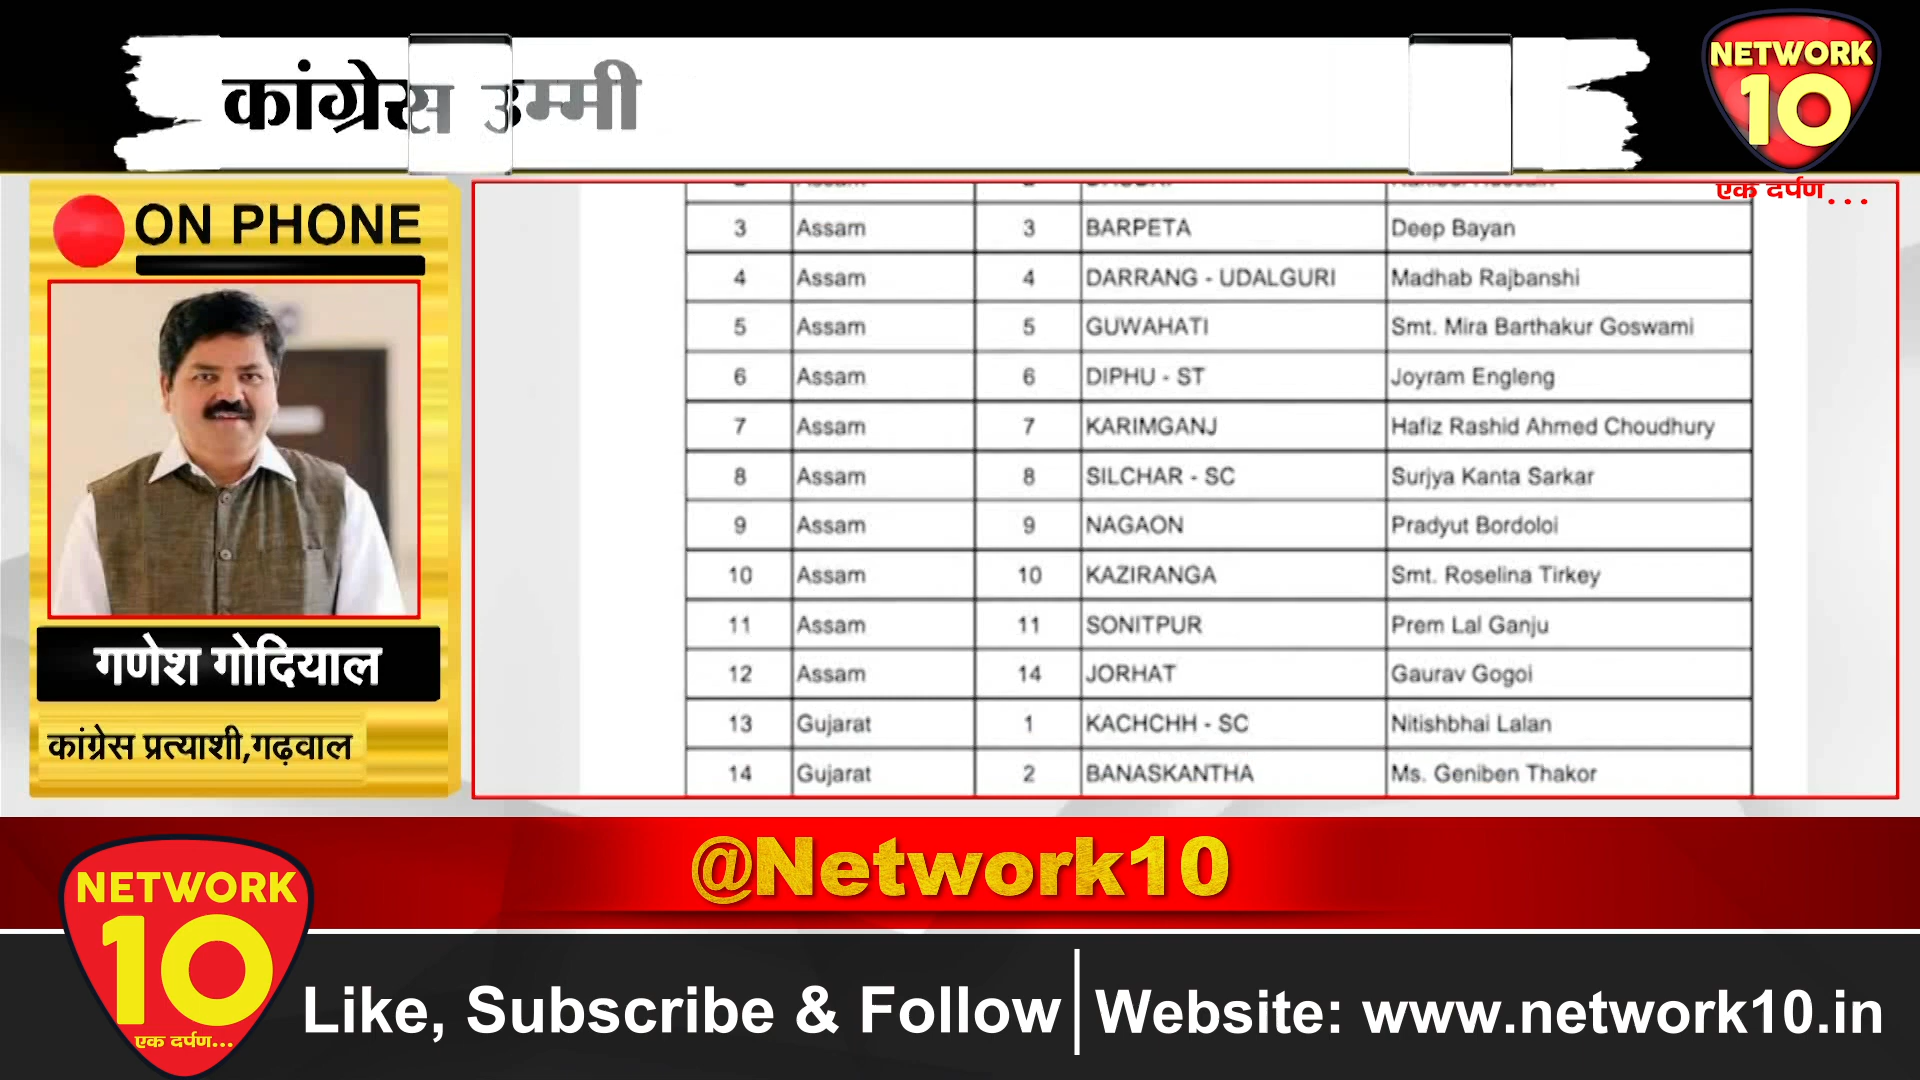 कांग्रेस उम्मी
NETWORK
10
एक दर्पण...
ON PHONE
गणेश गोदियाल
कांग्रेस प्रत्याशी,गढ़वाल
3 Assam 3 BARPETA Deep Bayan
4 Assam 4 DARRANG - UDALGURI Madhab Rajbanshi
5 Assam 5 GUWAHATI Smt. Mira Barthakur Goswami
6 Assam 6 DIPHU - ST Joyram Engleng
7 Assam 7 KARIMGANJ Hafiz Rashid Ahmed Choudhury
8 Assam 8 SILCHAR - SC Surjya Kanta Sarkar
9 Assam 9 NAGAON Pradyut Bordoloi
10 Assam 10 KAZIRANGA Smt. Roselina Tirkey
11 Assam 11 SONITPUR Prem Lal Ganju
12 Assam 14 JORHAT Gaurav Gogoi
13 Gujarat 1 KACHCHH - SC Nitishbhai Lalan
14 Gujarat 2 BANASKANTHA Ms. Geniben Thakor
@Network10
NETWORK
10
एक दर्पण...
Like, Subscribe & Follow
Website: www.network10.in